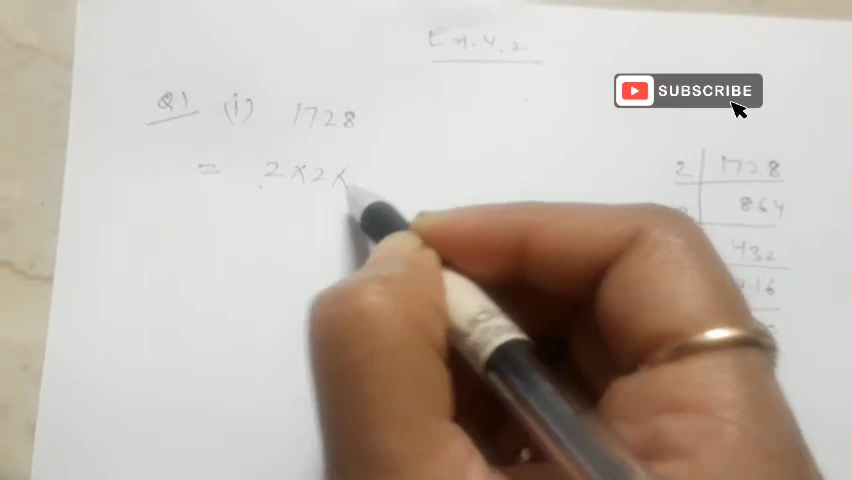 Ex. 4.2
SUBSCRIBE
Q1 (i) 1728
= 2×2×
2 1728
864
432
216